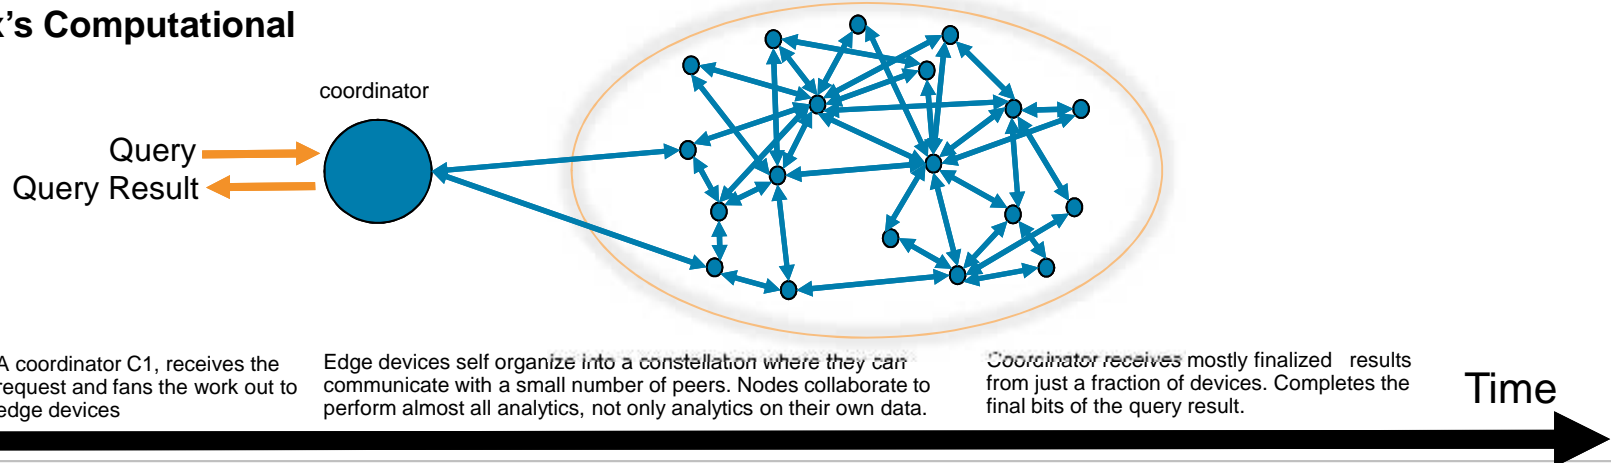 x's Computational
coordinator
Query
Query Result
A coordinator C1, receives the
request and fans the work out to
edge devices
Edge devices self organize into a constellation where they can
communicate with a small number of peers. Nodes collaborate to
perform almost all analytics, not only analytics on their own data.
Coordinator receives mostly finalized results
from just a fraction of devices. Completes the
final bits of the query result.
Time